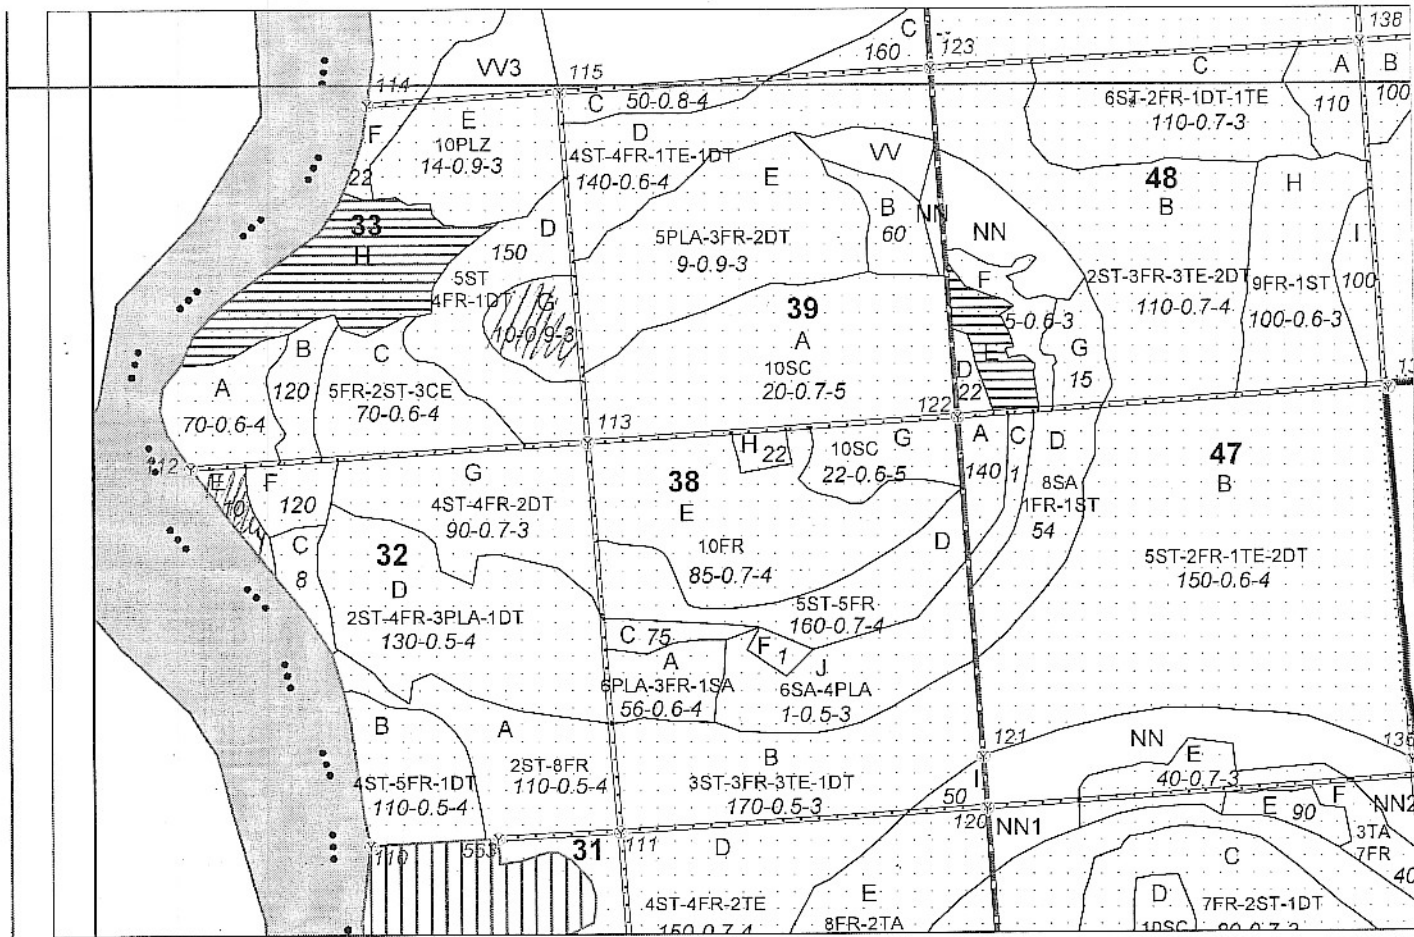 138
C
160
123
C
A
B
VV3
115
114
C
50-0.8-4
6ST-2FR-1DT-1TE
110
100
110-0.7-3
E
F
10PLZ
14-0.9-3
D
4ST-4FR-1TE-1DT
140-0.6-4
VV
E
22
48
B
H
33
H
D
150
B
60
NN
NN
I
5PLA-3FR-2DT
9-0.9-3
5ST
4FR-1DT
G
10-0.9-3
F
2ST-3FR-3TE-2DT
110-0.7-4
9FR-1ST
100-0.6-3
100
39
A
5-0.6-3
G
15
E
B
120
C
A
70-0.6-4
5FR-2ST-3CE
70-0.6-4
10SC
20-0.7-5
D
22
122
113
112
H
22
10SC
G
22-0.6-5
A
140
C
1
D
8SA
1FR-1ST
54
47
B
E
10
F
120
G
4ST-4FR-2DT
90-0.7-3
38
E
10FR
85-0.7-4
D
C
8
32
D
2ST-4FR-3PLA-1DT
130-0.5-4
5ST-2FR-1TE-2DT
150-0.6-4
5ST-5FR
160-0.7-4
C
75
F
1
A
6PLA-3FR-1SA
56-0.6-4
J
6SA-4PLA
1-0.5-3
B
A
4ST-5FR-1DT
110-0.5-4
2ST-8FR
110-0.5-4
B
3ST-3FR-3TE-1DT
170-0.5-3
121
I
50
NN
E
40-0.7-3
136
120
NN1
E
90
F
NN2
3TA
7FR
40
110
553
31
111
D
C
4ST-4FR-2TE
150-0.7-4
E
8FR-2TA
D
10SC
7FR-2ST-1DT
80-0.7-3